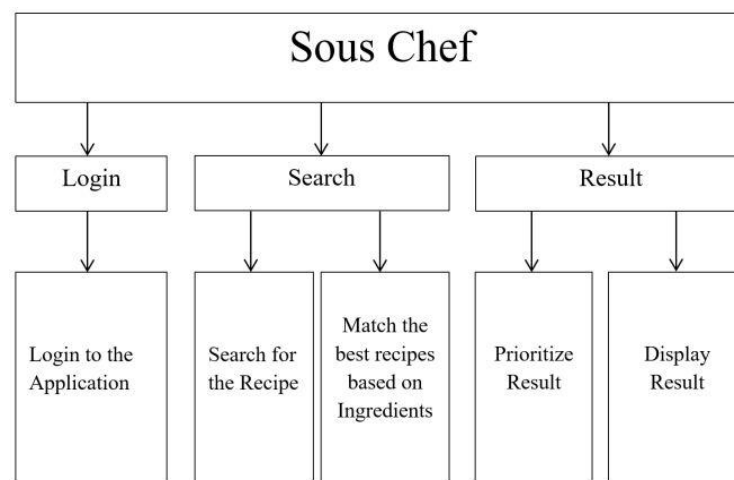 Sous Chef
Login
Search
Result
Login to the
Application
Search for
the Recipe
Match the
best recipes
based on
Ingredients
Prioritize
Result
Display
Result